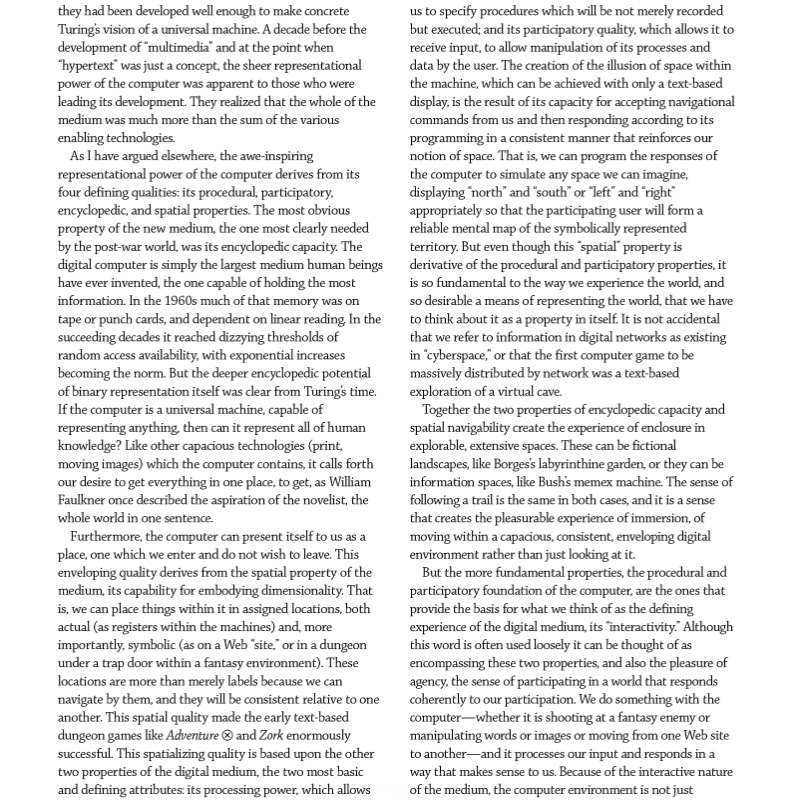 they had been developed well enough to make concrete
Turing's vision of a universal machine. A decade before the
development of "multimedia" and at the point when
"hypertext" was just a concept, the sheer representational
power of the computer was apparent to those who were
leading its development. They realized that the whole of the
medium was much more than the sum of the various
enabling technologies.
As I have argued elsewhere, the awe-inspiring
representational power of the computer derives from its
four defining qualities: its procedural, participatory,
encyclopedic, and spatial properties. The most obvious
property of the new medium, the one most clearly needed
by the post-war world, was its encyclopedic capacity. The
digital computer is simply the largest medium human beings
have ever invented, the one capable of holding the most
information. In the 1960s much of that memory was on
tape or punch cards, and dependent on linear reading. In the
succeeding decades it reached dizzying thresholds of
random access availability, with exponential increases
becoming the norm. But the deeper encyclopedic potential
of binary representation itself was clear from Turing's time.
If the computer is a universal machine, capable of
representing anything, then can it represent all of human
knowledge? Like other capacious technologies (print,
moving images) which the computer contains, it calls forth
our desire to get everything in one place, to get, as William
Faulkner once described the aspiration of the novelist, the
whole world in one sentence.
Furthermore, the computer can present itself to us as a
place, one which we enter and do not wish to leave. This
enveloping quality derives from the spatial property of the
medium, its capability for embodying dimensionality. That
is, we can place things within it in assigned locations, both
actual (as registers within the machines) and, more
importantly, symbolic (as on a Web "site," or in a dungeon
under a trap door within a fantasy environment). These
locations are more than merely labels because we can
navigate by them, and they will be consistent relative to one
another. This spatial quality made the early text-based
dungeon games like Adventure ⊗ and Zork enormously
successful. This spatializing quality is based upon the other
two properties of the digital medium, the two most basic
and defining attributes: its processing power, which allows
us to specify procedures which will be not merely recorded
but executed; and its participatory quality, which allows it to
receive input, to allow manipulation of its processes and
data by the user. The creation of the illusion of space within
the machine, which can be achieved with only a text-based
display, is the result of its capacity for accepting navigational
commands from us and then responding according to its
programming in a consistent manner that reinforces our
notion of space. That is, we can program the responses of
the computer to simulate any space we can imagine,
displaying "north" and "south" or "left" and "right"
appropriately so that the participating user will form a
reliable mental map of the symbolically represented
territory. But even though this "spatial" property is
derivative of the procedural and participatory properties, it
is so fundamental to the way we experience the world, and
so desirable a means of representing the world, that we have
to think about it as a property in itself. It is not accidental
that we refer to information in digital networks as existing
in "cyberspace," or that the first computer game to be
massively distributed by network was a text-based
exploration of a virtual cave.
Together the two properties of encyclopedic capacity and
spatial navigability create the experience of enclosure in
explorable, extensive spaces. These can be fictional
landscapes, like Borges's labyrinthine garden, or they can be
information spaces, like Bush's memex machine. The sense of
following a trail is the same in both cases, and it is a sense
that creates the pleasurable experience of immersion, of
moving within a capacious, consistent, enveloping digital
environment rather than just looking at it.
But the more fundamental properties, the procedural and
participatory foundation of the computer, are the ones that
provide the basis for what we think of as the defining
experience of the digital medium, its "interactivity." Although
this word is often used loosely it can be thought of as
encompassing these two properties, and also the pleasure of
agency, the sense of participating in a world that responds
coherently to our participation. We do something with the
computer—whether it is shooting at a fantasy enemy or
manipulating words or images or moving from one Web site
to another—and it processes our input and responds in a
way that makes sense to us. Because of the interactive nature
of the medium, the computer environment is not just